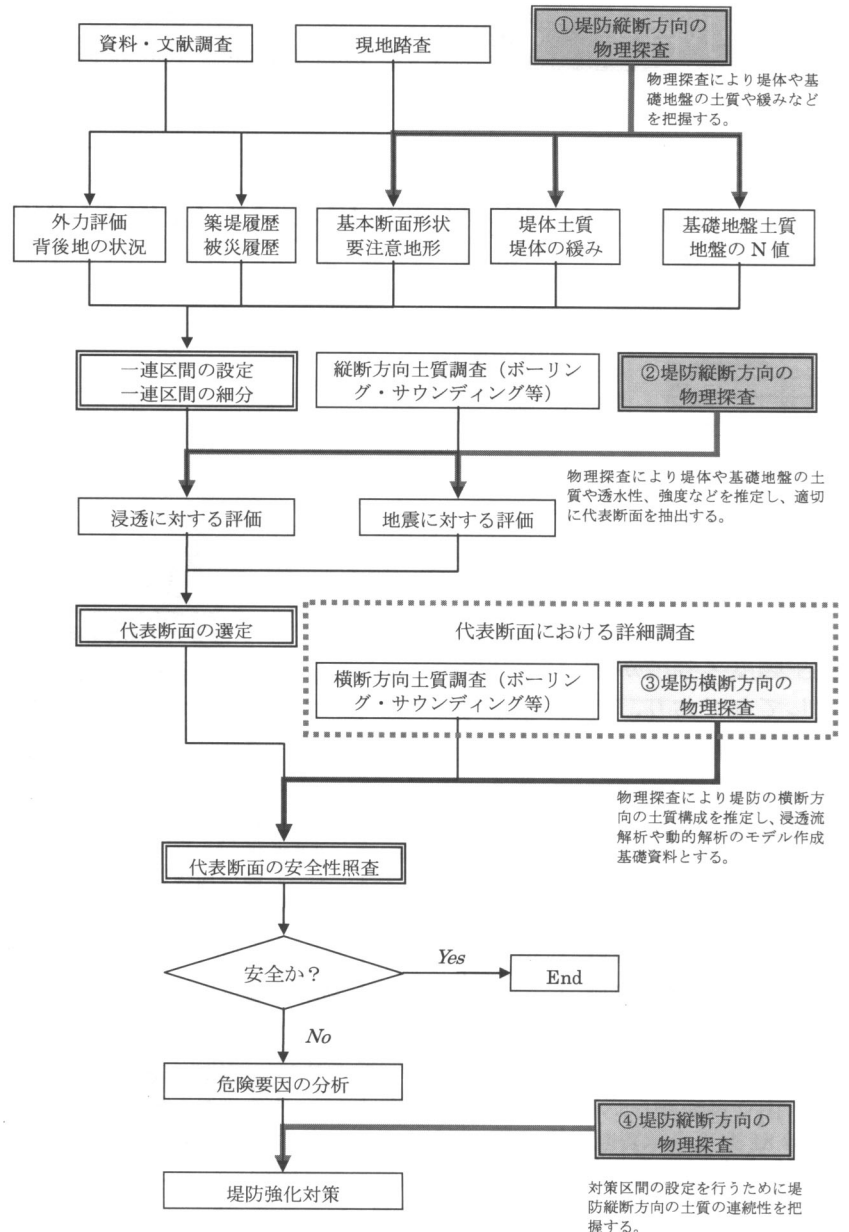 資料・文献調査
現地踏査
①堤防縦断方向の
物理探査
物理探査により堤体や基
礎地盤の土質や緩みなど
を把握する。
外力評価
背後地の状況
築堤履歴
被災履歴
基本断面形状
要注意地形
堤体土質
堤体の緩み
基礎地盤土質
地盤の N 値
一連区間の設定
一連区間の細分
縦断方向土質調査（ボーリン
グ・サウンディング等）
②堤防縦断方向の
物理探査
物理探査により堤体や基礎地盤の土
質や透水性、強度などを推定し、適切
に代表断面を抽出する。
浸透に対する評価
地震に対する評価
代表断面の選定
代表断面における詳細調査
横断方向土質調査（ボーリン
グ・サウンディング等）
③堤防横断方向の
物理探査
物理探査により堤防の横断方
向の土質構成を推定し、浸透流
解析や動的解析のモデル作成
基礎資料とする。
代表断面の安全性照査
安全か？
Yes
End
No
危険要因の分析
④堤防縦断方向の
物理探査
堤防強化対策
対策区間の設定を行うために堤
防縦断方向の土質の連続性を把
握する。